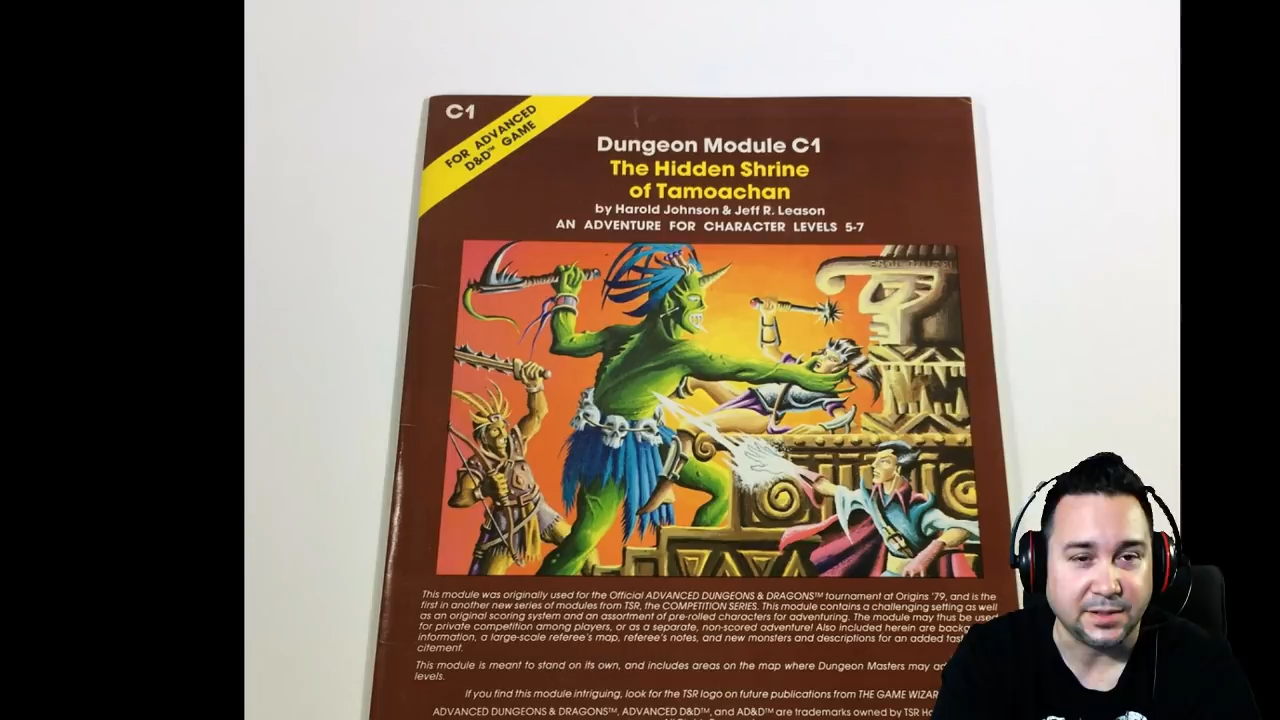 C1
FOR ADVANCED
D&D™ GAME
Dungeon Module C1
The Hidden Shrine
of Tamoachan
by Harold Johnson & Jeff R. Leason
AN ADVENTURE FOR CHARACTER LEVELS 5-7
This module was originally used for the Official ADVANCED DUNGEONS & DRAGONS™ tournament at Origins '79, and is the
first in another new series of modules from TSR, the COMPETITION SERIES. This module contains a challenging setting as well
as an original scoring system and an assortment of pre-rolled characters for adventuring. The module may thus be used
for private competition among players, or as a separate, non-scored adventure! Also included herein are
information, a large-scale referee's map, referee's notes, and new monsters and descriptions for an added
citement.
This module is meant to stand on its own, and includes areas on the map where Dungeon Masters may
levels.
If you find this module intriguing, look for the TSR logo on future publications from THE GAME
ADVANCED DUNGEONS & DRAGONS™, ADVANCED D&D™, and AD&D™ are trademarks owned by TSR